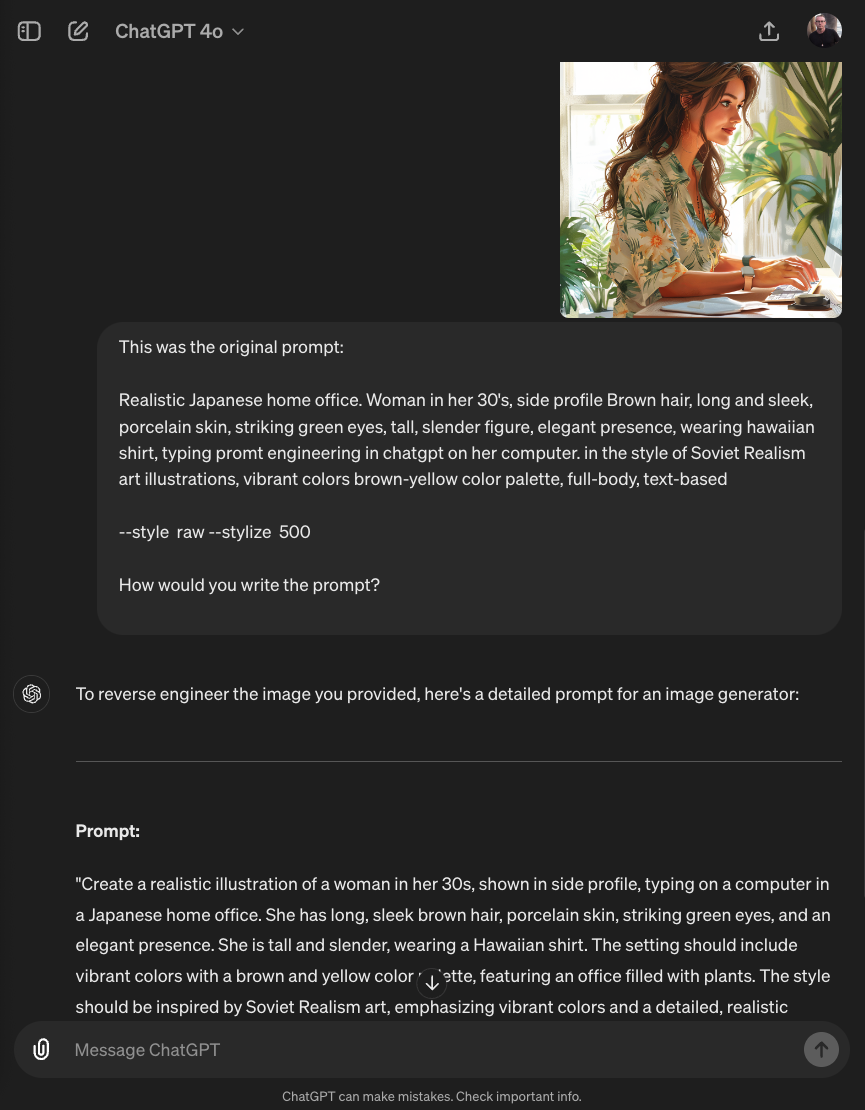 ChatGPT 4o
This was the original prompt:
Realistic Japanese home office. Woman in her 30's, side profile Brown hair, long and sleek,
porcelain skin, striking green eyes, tall, slender figure, elegant presence, wearing hawaiian
shirt, typing promt engineering in chatgpt on her computer. in the style of Soviet Realism
art illustrations, vibrant colors brown-yellow color palette, full-body, text-based
--style raw --stylize 500
How would you write the prompt?
To reverse engineer the image you provided, here's a detailed prompt for an image generator:
Prompt:
"Create a realistic illustration of a woman in her 30s, shown in side profile, typing on a computer in
a Japanese home office. She has long, sleek brown hair, porcelain skin, striking green eyes, and an
elegant presence. She is tall and slender, wearing a Hawaiian shirt. The setting should include
vibrant colors with a brown and yellow color palette, featuring an office filled with plants. The style
should be inspired by Soviet Realism art, emphasizing vibrant colors and a detailed, realistic
Message ChatGPT
ChatGPT can make mistakes. Check important info.